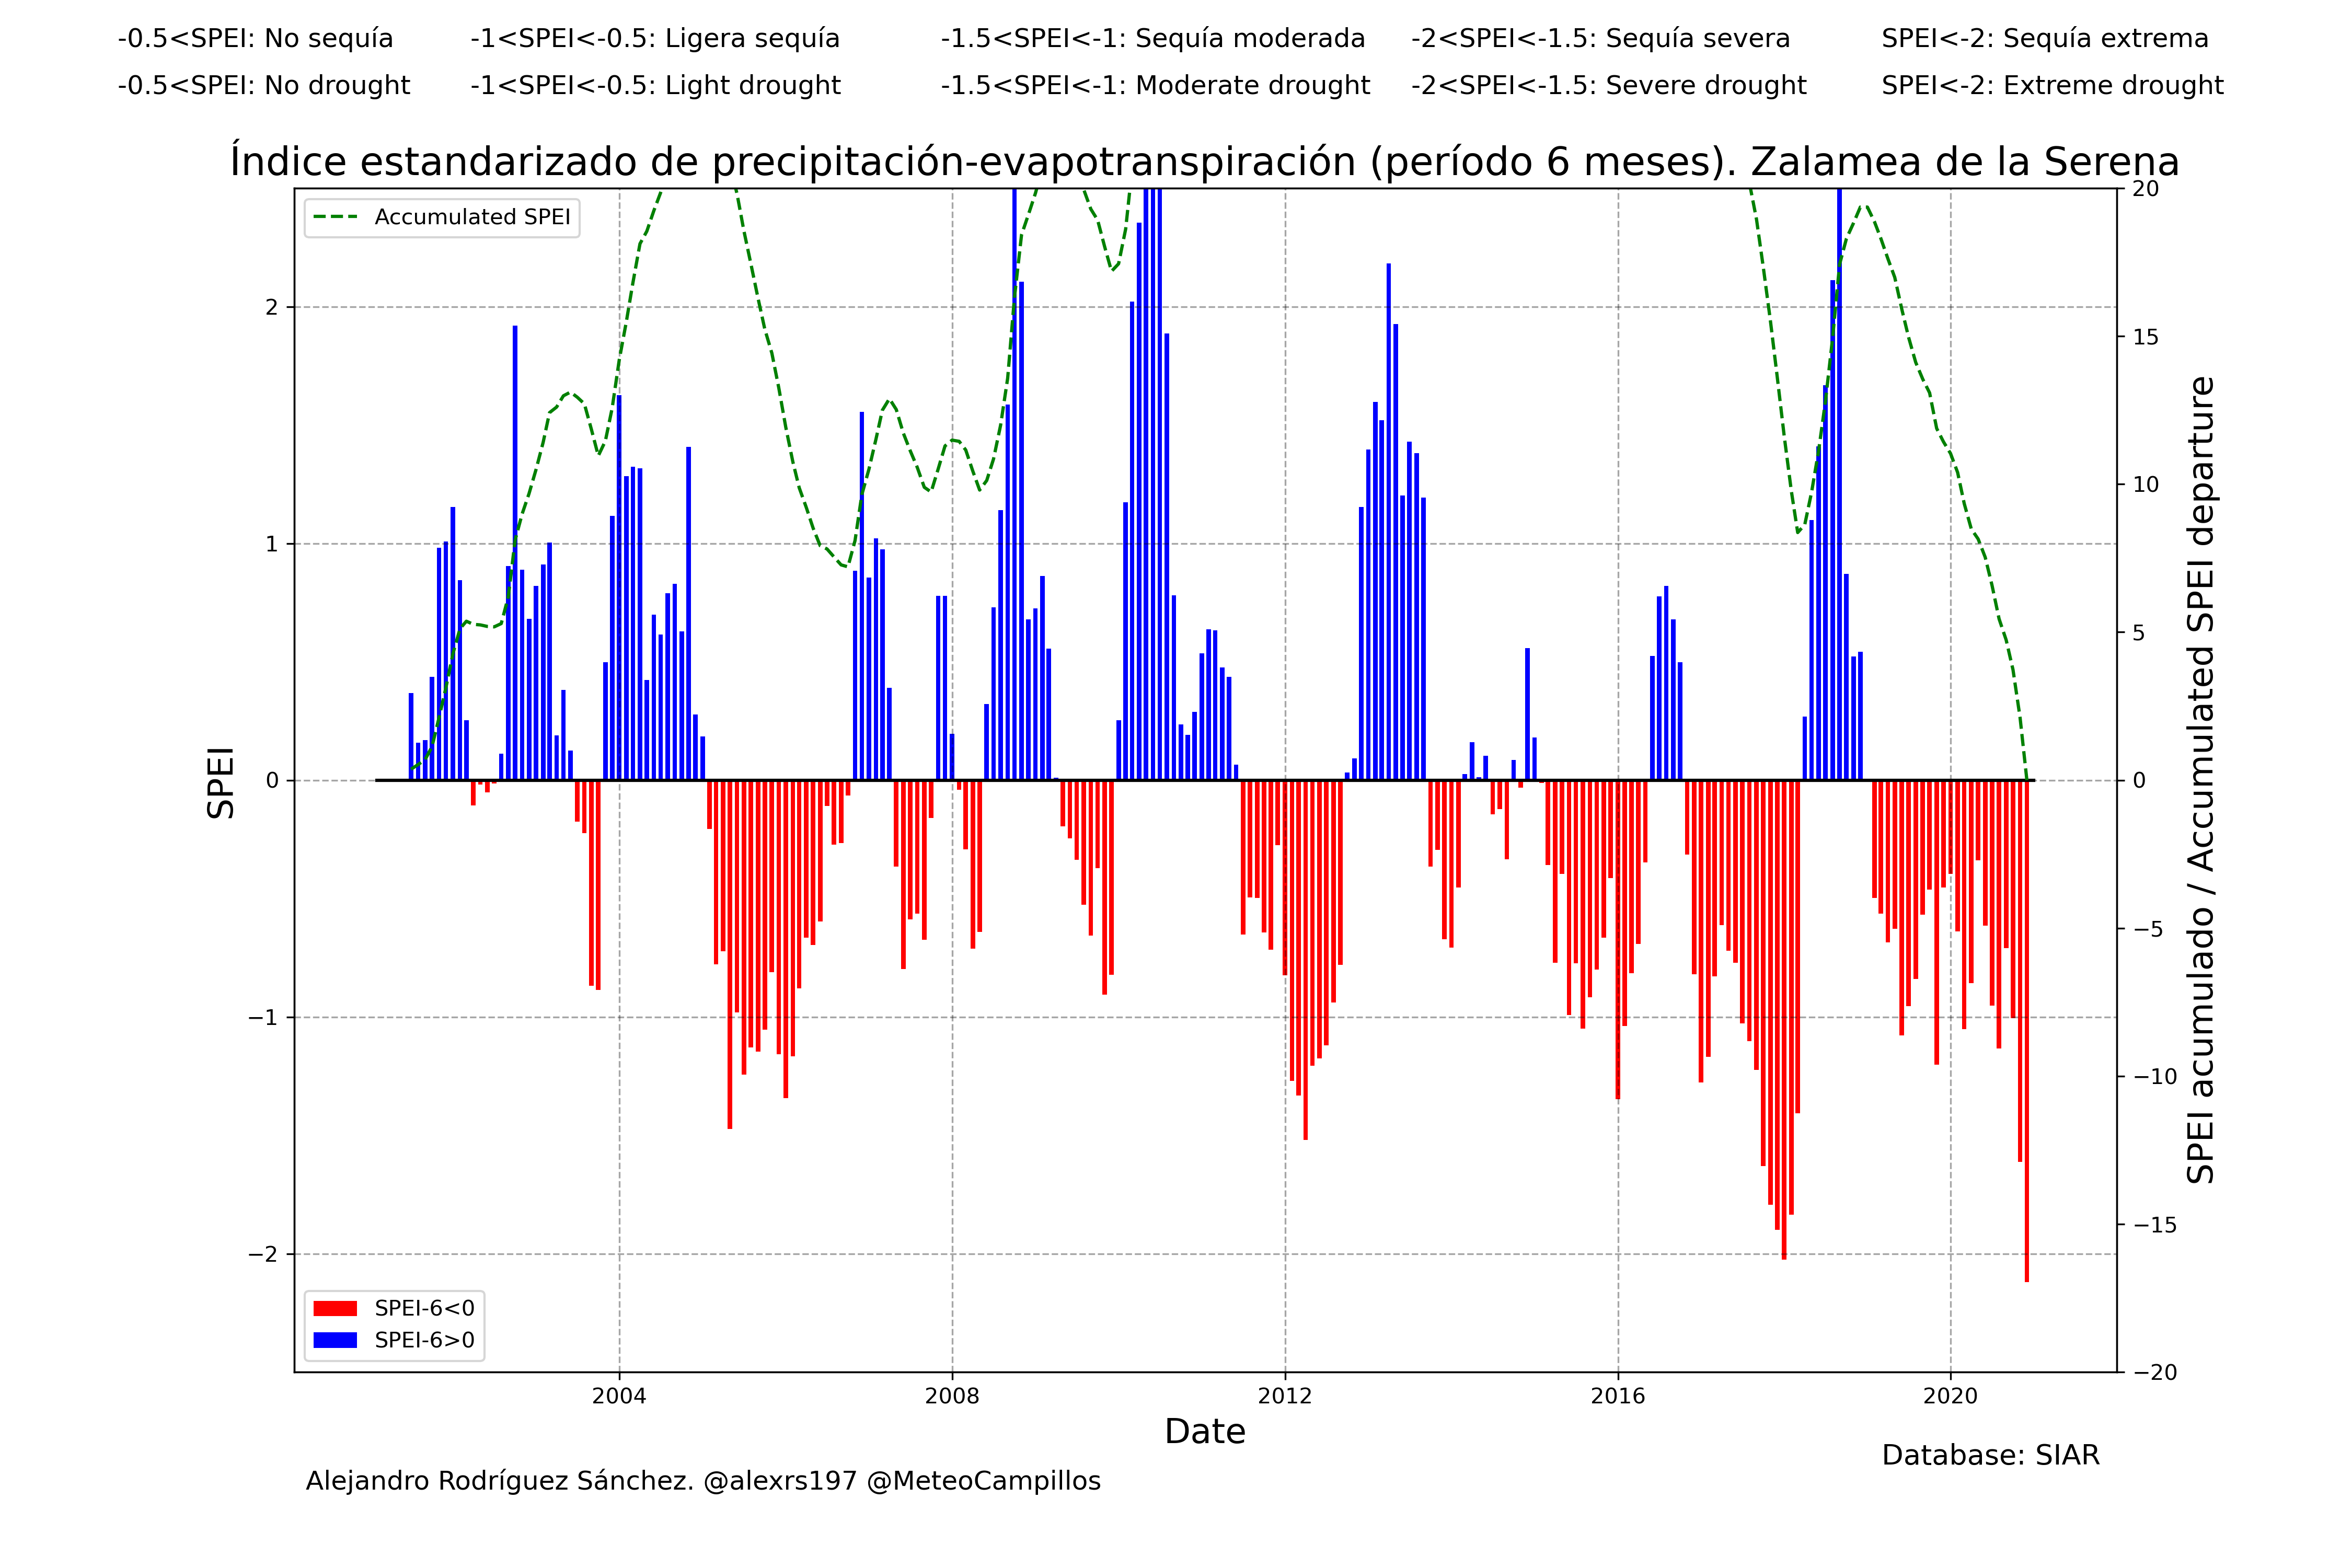 -0.5<SPEI: No sequía -1<SPEI<-0.5: Ligera sequía -1.5<SPEI<-1: Sequía moderada -2<SPEI<-1.5: Sequía severa SPEI<-2: Sequía extrema
-0.5<SPEI: No drought -1<SPEI<-0.5: Light drought -1.5<SPEI<-1: Moderate drought -2<SPEI<-1.5: Severe drought SPEI<-2: Extreme drought
Índice estandarizado de precipitación-evapotranspiración (período 6 meses). Zalamea de la Serena
Accumulated SPEI
2
1
0
−1
−2
SPEI
20
15
10
5
0
−5
−10
−15
−20
SPEI acumulado / Accumulated SPEI departure
SPEI-6<0
SPEI-6>0
2004 2008 2012 2016 2020
Date
Database: SIAR
Alejandro Rodríguez Sánchez. @alexrs197 @MeteoCampillos